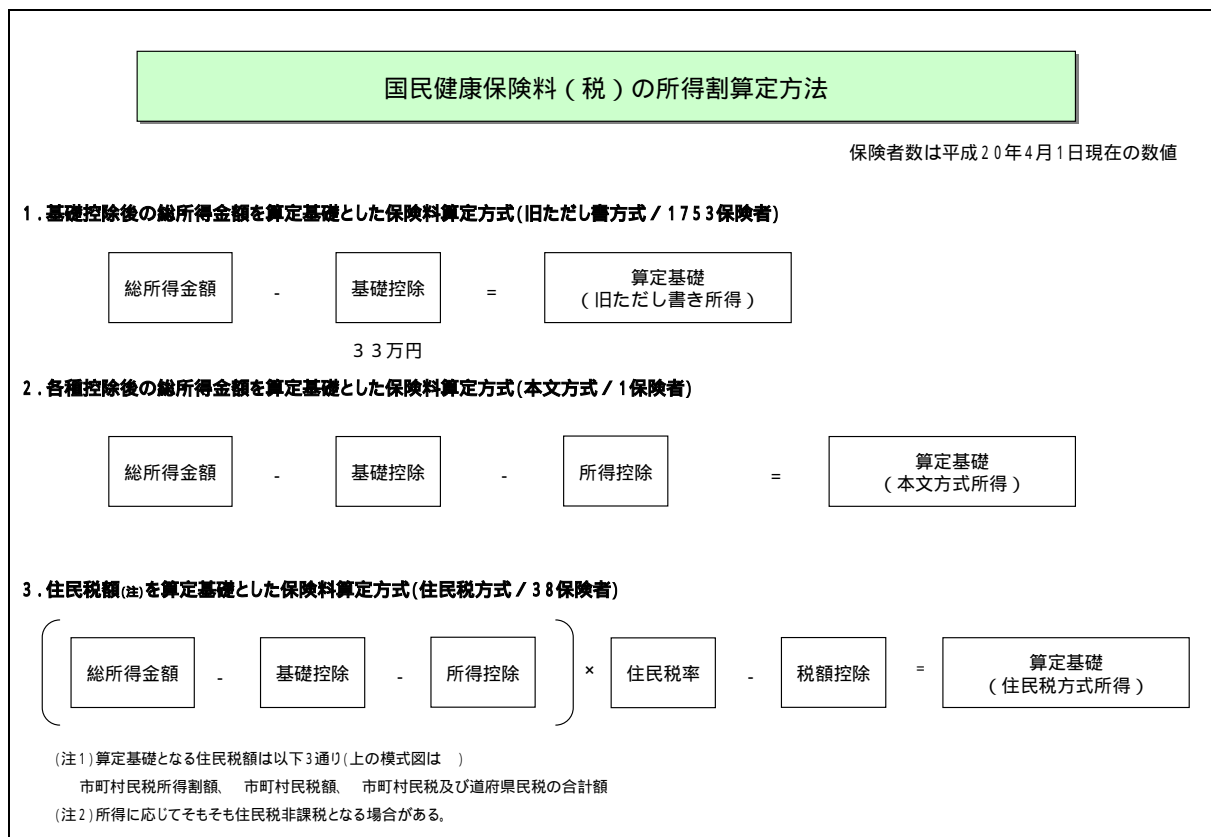 国民健康保険料(税)の所得割算定方法
保険者数は平成20年4月1日現在の数値
1.基礎控除後の総所得金額を算定基礎とした保険料算定方式(旧ただし書方式/1753保険者)
総所得金額 - 基礎控除 = 算定基礎
(旧ただし書き所得)
33万円
2.各種控除後の総所得金額を算定基礎とした保険料算定方式(本文方式/1保険者)
総所得金額 - 基礎控除 - 所得控除 = 算定基礎
(本文方式所得)
3.住民税額(注)を算定基礎とした保険料算定方式(住民税方式/38保険者)
(総所得金額 - 基礎控除 - 所得控除) × 住民税率 - 税額控除 = 算定基礎
(住民税方式所得)
(注1)算定基礎となる住民税額は以下3通り(上の模式図は )
市町村民税所得割額、 市町村民税額、 市町村民税及び道府県民税の合計額
(注2)所得に応じてそもそも住民税非課税となる場合がある。